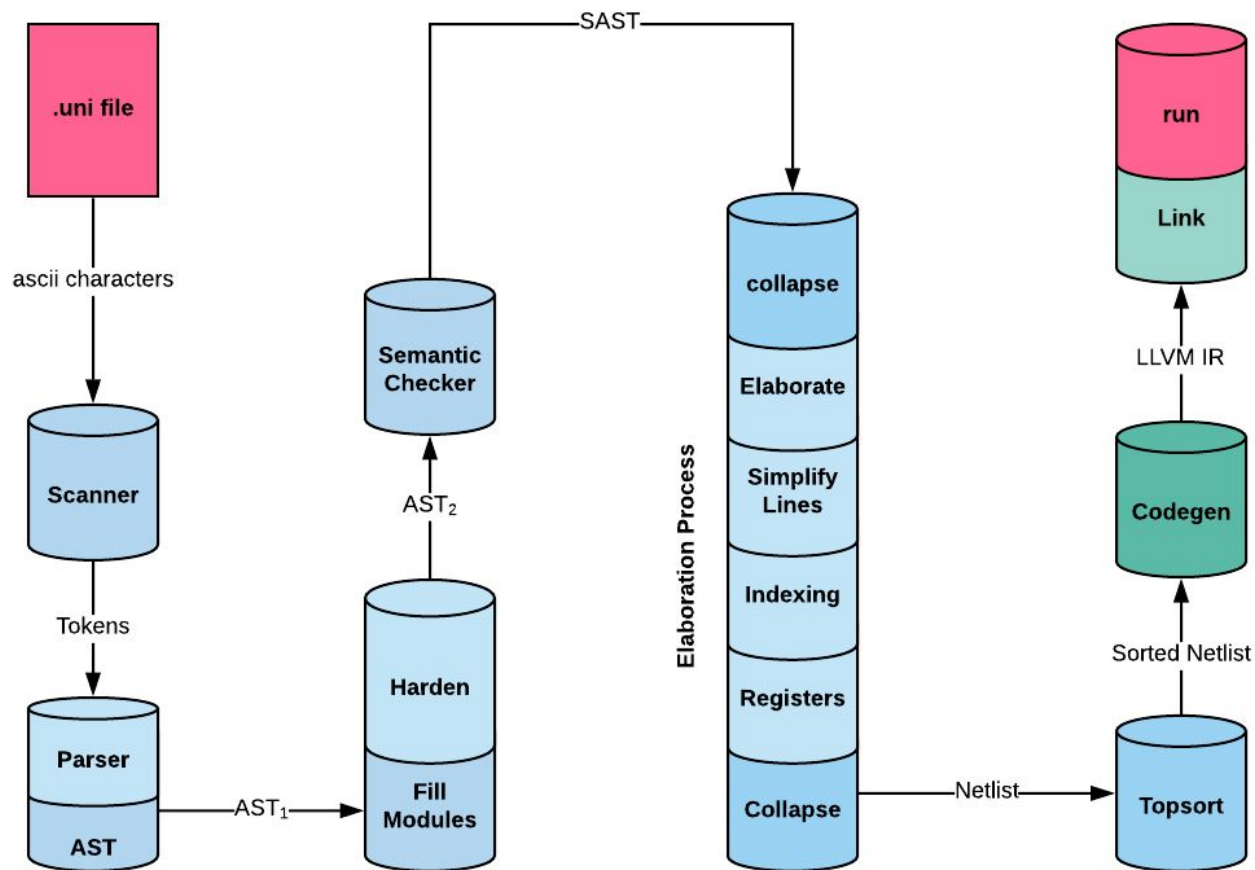 .uni file
ascii characters
Scanner
Tokens
Parser
AST
AST₁
Harden
Fill
Modules
AST₂
Semantic
Checker
SAST
Elaboration Process
collapse
Elaborate
Simplify
Lines
Indexing
Registers
Collapse
Netlist
Topsort
Sorted Netlist
Codegen
LLVM IR
Link
run